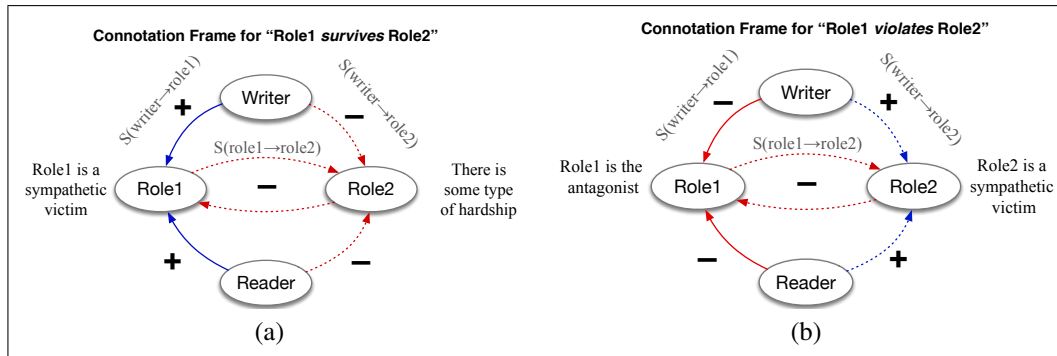 Connotation Frame for “Role1 survives Role2”
S(writer→role1)
+
Writer
–
S(writer→role2)
S(role1→role2)
Role1 is a
sympathetic
victim
Role1
–
Role2
There is
some type
of hardship
+
Reader
–
(a)
Connotation Frame for “Role1 violates Role2”
S(writer→role1)
–
Writer
+
S(writer→role2)
S(role1→role2)
Role1 is the
antagonist
Role1
–
Role2
Role2 is a
sympathetic
victim
–
Reader
+
(b)